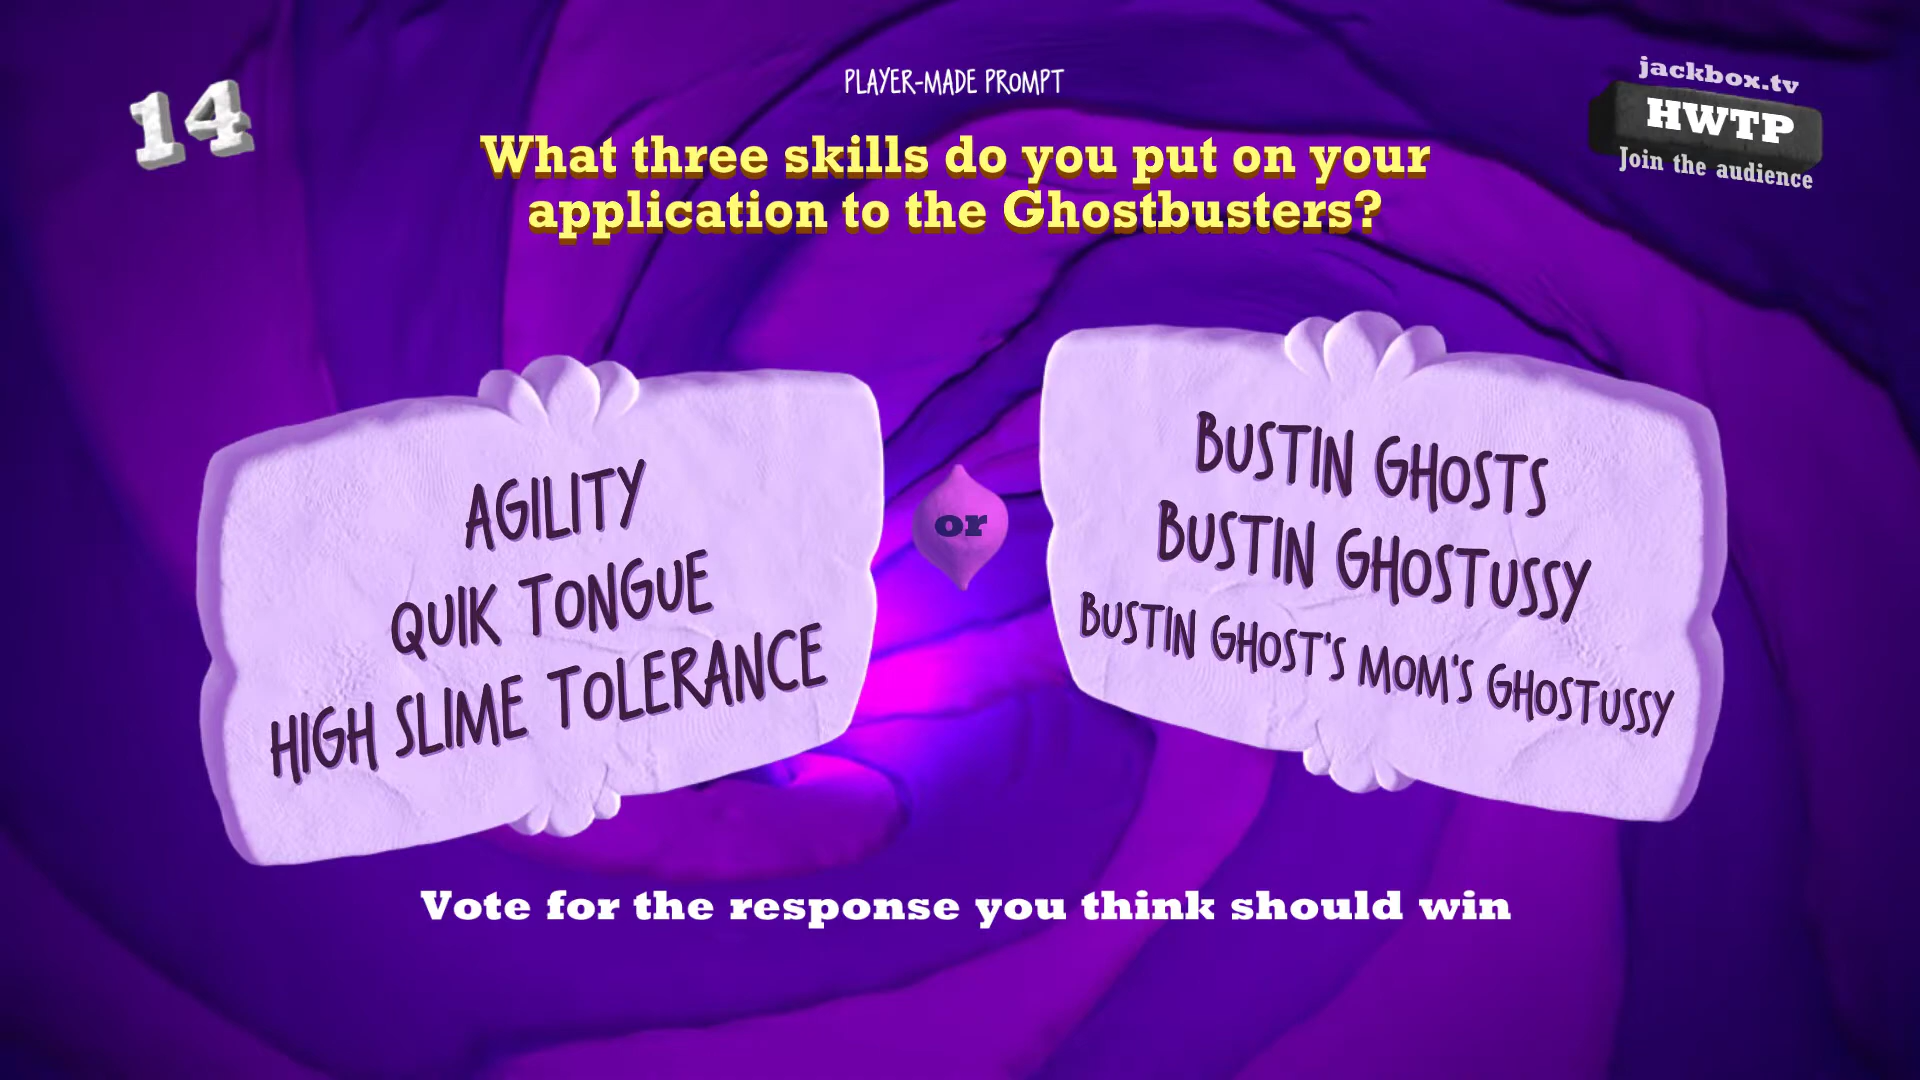 14
PLAYER-MADE PROMPT
What three skills do you put on your
application to the Ghostbusters?
jackbox.tv
HWTP
Join the audience
AGILITY
QUIK TONGUE
HIGH SLIME TOLERANCE
or
BUSTIN GHOSTS
BUSTIN GHOSTUSSY
BUSTIN GHOST'S MOM'S GHOSTUSSY
Vote for the response you think should win